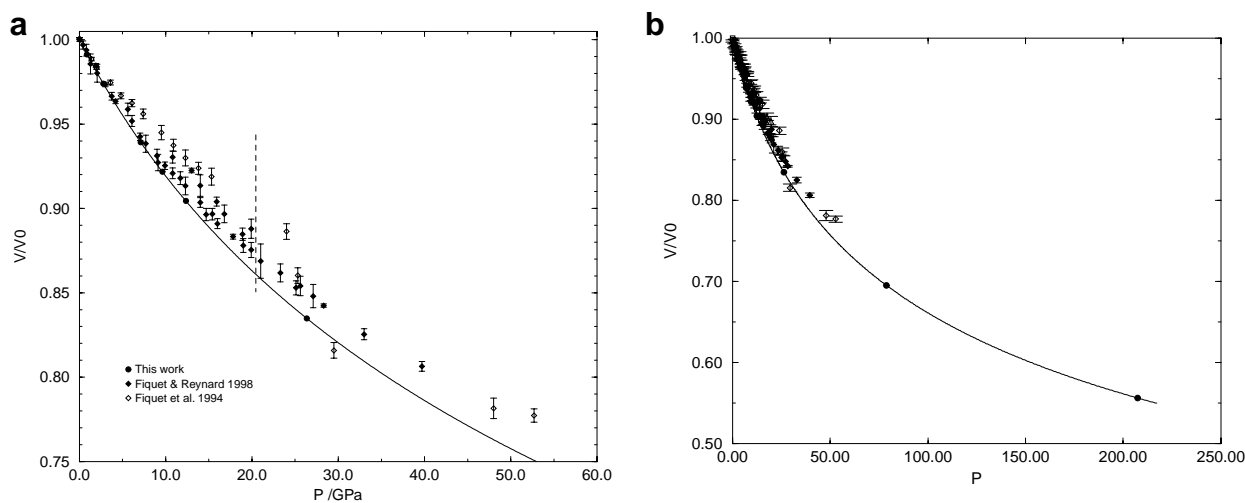 a
1.00
0.95
0.90
0.85
0.80
0.75
V/V0
This work
Fiquet & Reynard 1998
Fiquet et al. 1994
0.0 10.0 20.0 30.0 40.0 50.0 60.0
P /GPa
b
1.00
0.90
0.80
0.70
0.60
0.50
V/V0
0.00 50.00 100.00 150.00 200.00 250.00
P